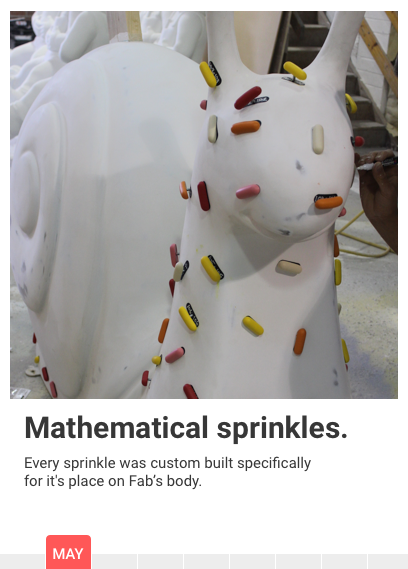 Mathematical sprinkles.
Every sprinkle was custom built specifically
for it's place on Fab’s body.
MAY